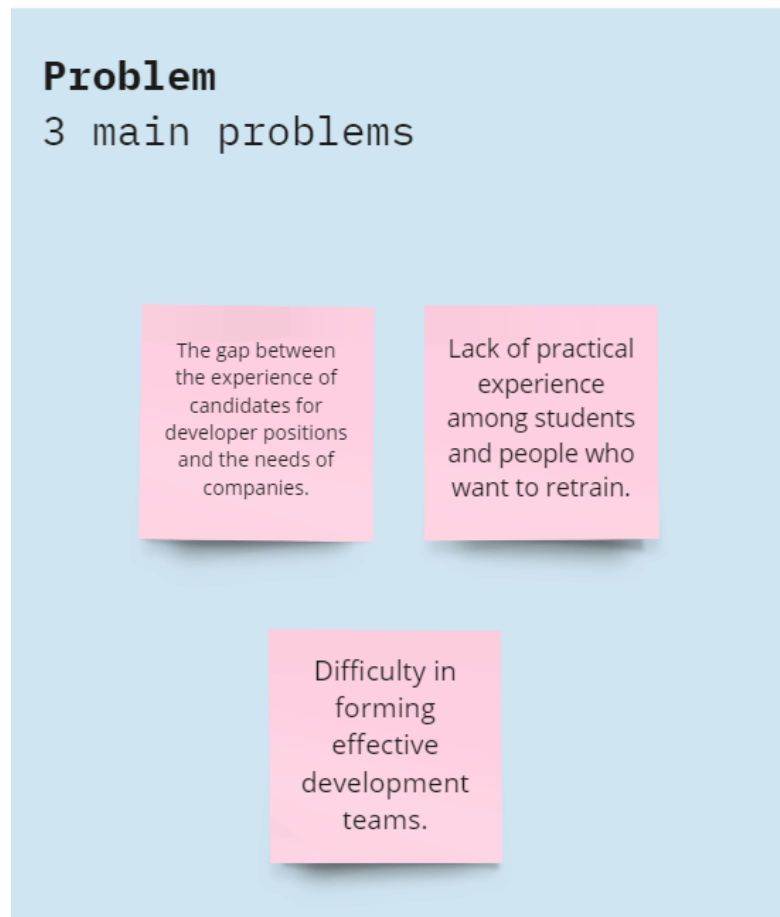 Problem
3 main problems
The gap between
the experience of
candidates for
developer positions
and the needs of
companies.
Lack of practical
experience
among students
and people who
want to retrain.
Difficulty in
forming
effective
development
teams.